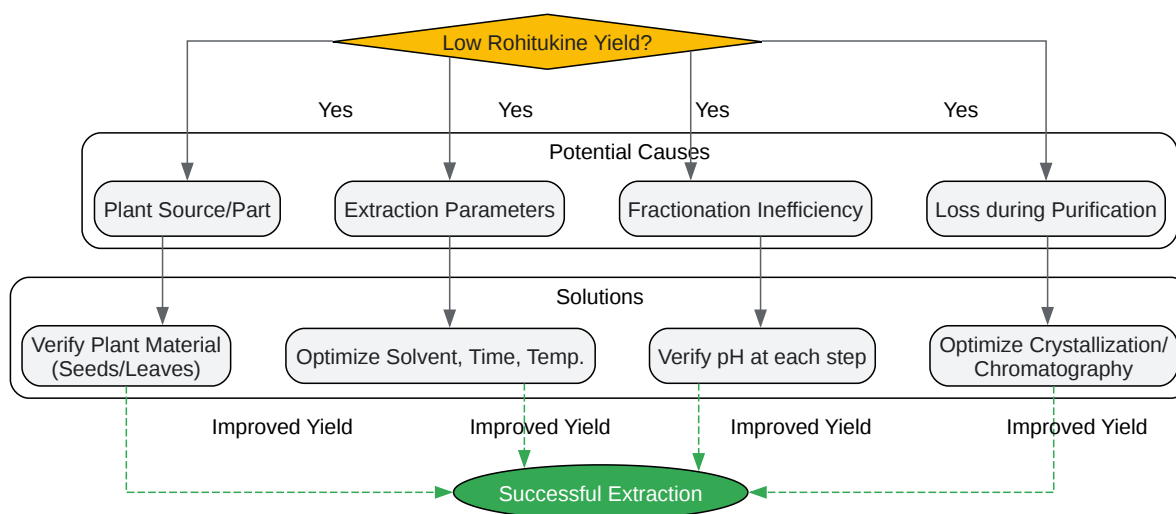 Low Rohitukine Yield?
Yes
Yes
Yes
Yes
Potential Causes
Plant Source/Part
Extraction Parameters
Fractionation Inefficiency
Loss during Purification
Solutions
Verify Plant Material
(Seeds/Leaves)
Optimize Solvent, Time, Temp.
Verify pH at each step
Optimize Crystallization/
Chromatography
Improved Yield
Improved Yield
Improved Yield
Improved Yield
Successful Extraction